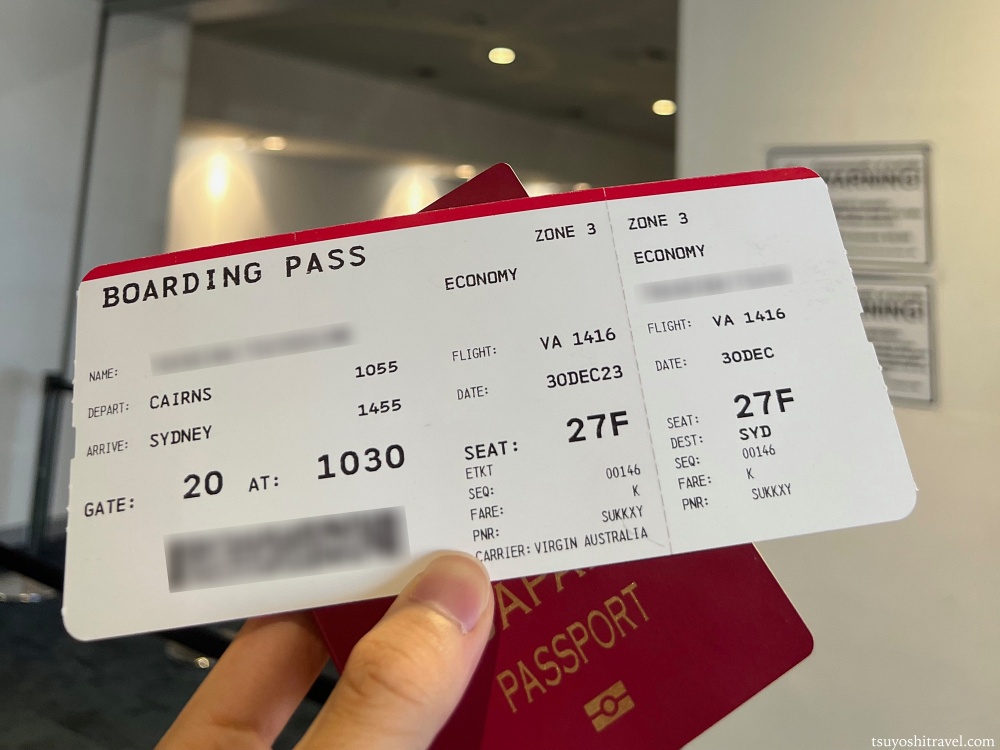 ZONE 3
ZONE 3
BOARDING PASS
ECONOMY
ECONOMY
NAME:
FLIGHT: VA 1416
FLIGHT: VA 1416
DEPART: CAIRNS 1055
DATE: 30DEC23
DATE: 30DEC
ARRIVE: SYDNEY 1455
SEAT: 27F
SEAT: 27F
GATE: 20 AT: 1030
ETKT
DEST: SYD
SEQ: 00146
SEQ: 00146
FARE: K
FARE: K
PNR: SUKKXY
PNR: SUKKXY
CARRIER: VIRGIN AUSTRALIA
PASSPORT
WARNING!
tsuyoshitravel.com